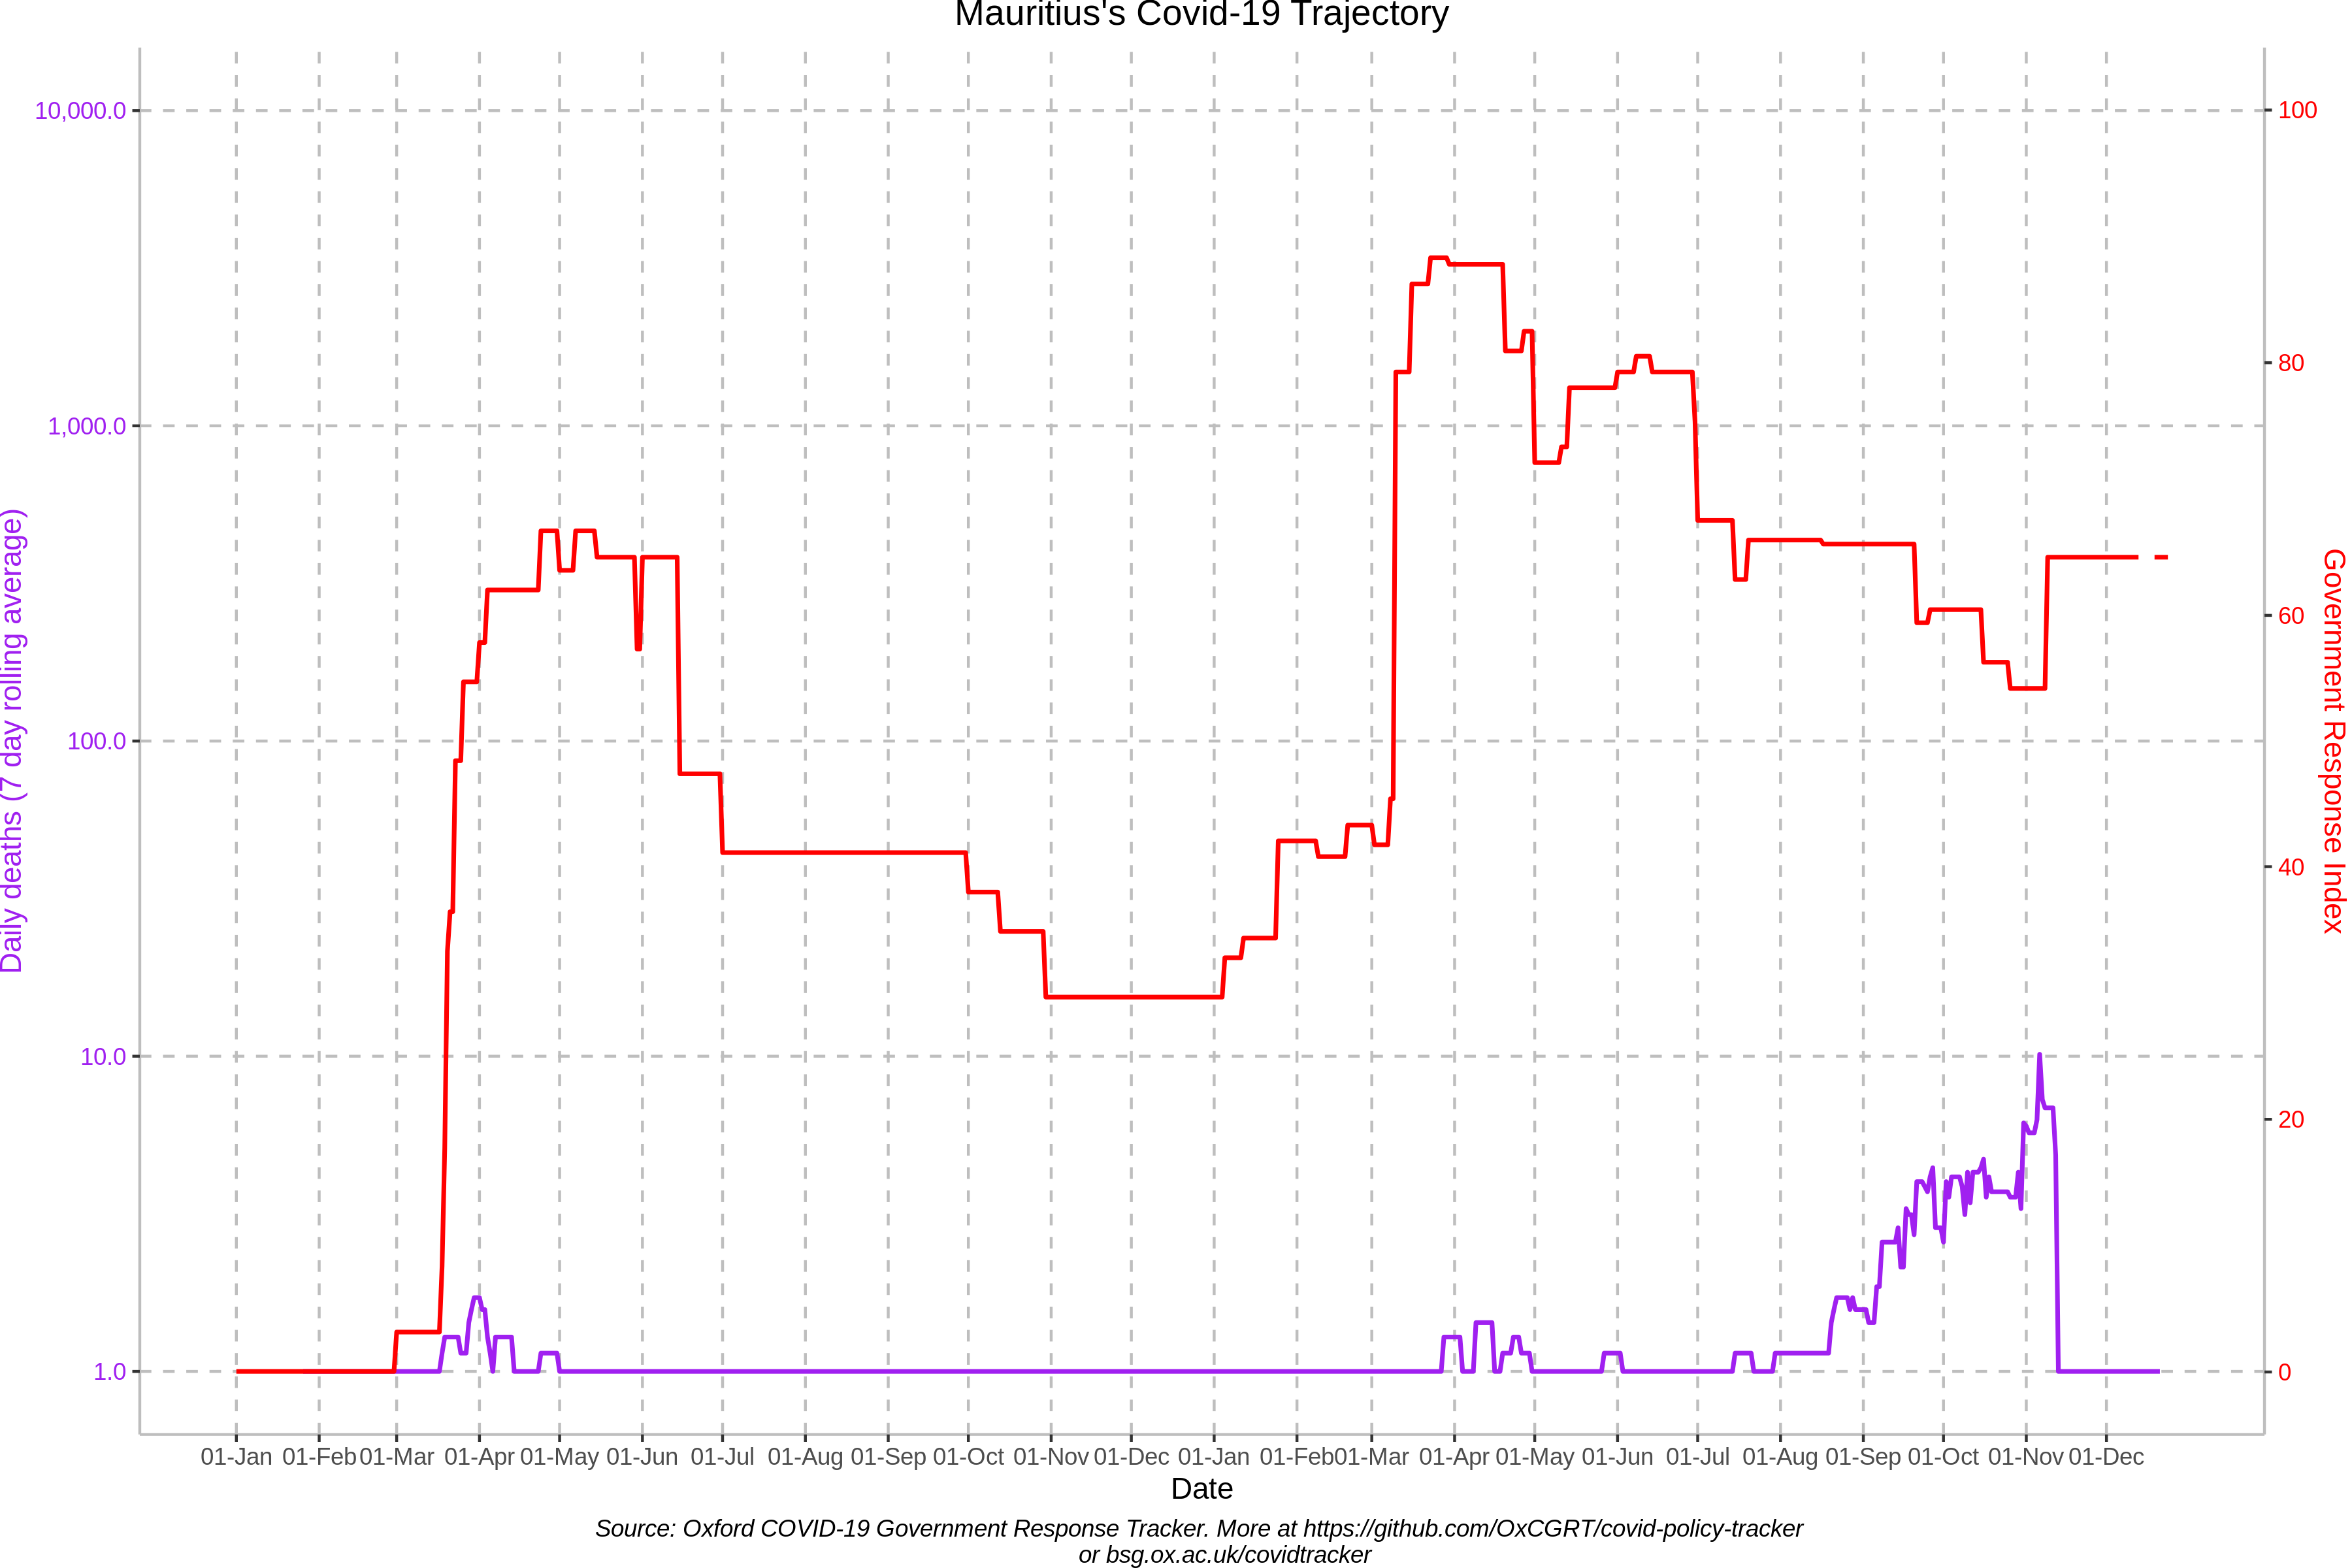 Mauritius's Covid-19 Trajectory
10,000.0
1,000.0
100.0
10.0
1.0
Daily deaths (7 day rolling average)
100
80
60
40
20
0
Government Response Index
01-Jan 01-Feb 01-Mar 01-Apr 01-May 01-Jun 01-Jul 01-Aug 01-Sep 01-Oct 01-Nov 01-Dec 01-Jan 01-Feb 01-Mar 01-Apr 01-May 01-Jun 01-Jul 01-Aug 01-Sep 01-Oct 01-Nov 01-Dec
Date
Source: Oxford COVID-19 Government Response Tracker. More at https://github.com/OxCGRT/covid-policy-tracker
or bsg.ox.ac.uk/covidtracker